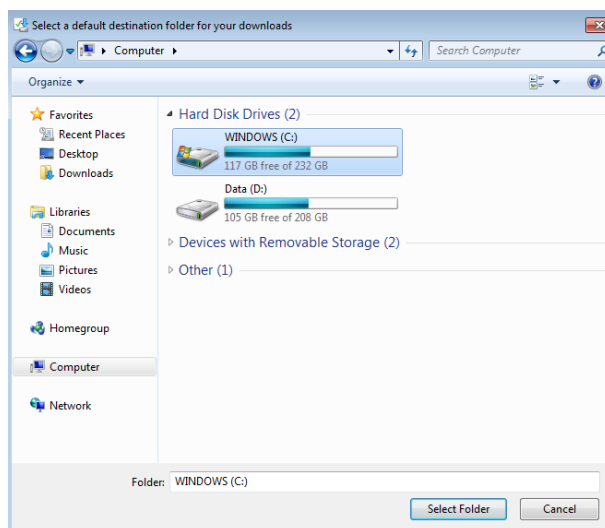 Select a default destination folder for your downloads
Computer
Search Computer
Organize
Favorites
Recent Places
Desktop
Downloads
Libraries
Documents
Music
Pictures
Videos
Homegroup
Computer
Network
Hard Disk Drives (2)
WINDOWS (C:)
117 GB free of 232 GB
Data (D:)
105 GB free of 208 GB
Devices with Removable Storage (2)
Other (1)
Folder: WINDOWS (C:)
Select Folder Cancel